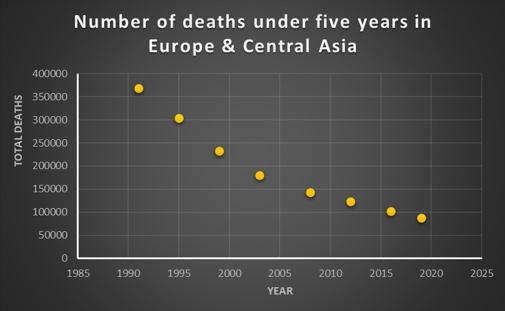 Number of deaths under five years in
Europe & Central Asia
TOTAL DEATHS
400000
350000
300000
250000
200000
150000
100000
50000
0
1985 1990 1995 2000 2005 2010 2015 2020 2025
YEAR